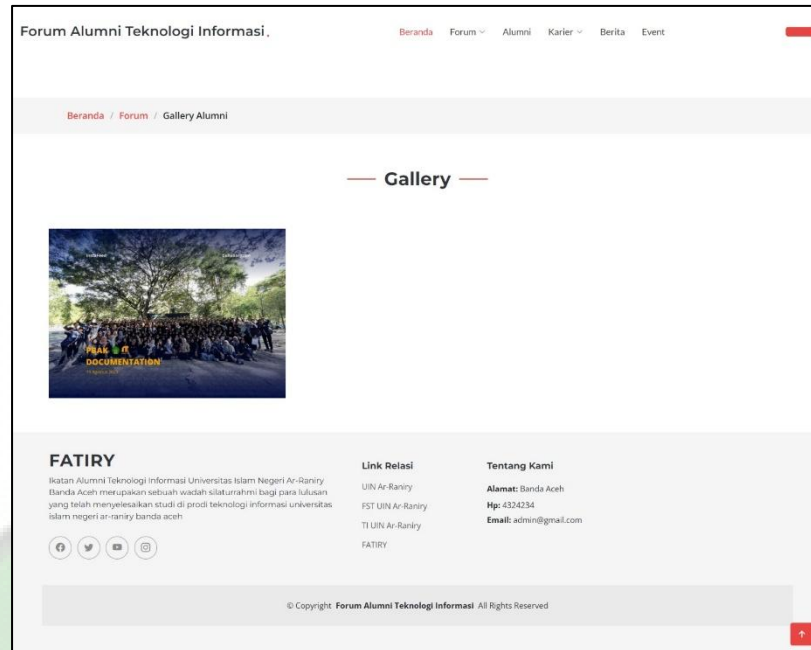 Forum Alumni Teknologi Informasi.
Beranda Forum Alumni Karier Berita Event
Beranda / Forum / Gallery Alumni
Gallery
DOCUMENTATION
FATIRY
Ikatan Alumni Teknologi Informasi Universitas Islam Negeri Ar-Raniry
Banda Aceh merupakan sebuah wadah silaturrahmi bagi para lulusan
yang telah menyelesaikan studi di prodi teknologi informasi universitas
islam negeri ar-raniry banda aceh
Link Relasi
UIN Ar-Raniry
FST UIN Ar-Raniry
TI UIN Ar-Raniry
FATIRY
Tentang Kami
Alamat: Banda Aceh
Hp: 4324234
Email: admin@gmail.com
© Copyright Forum Alumni Teknologi Informasi All Rights Reserved